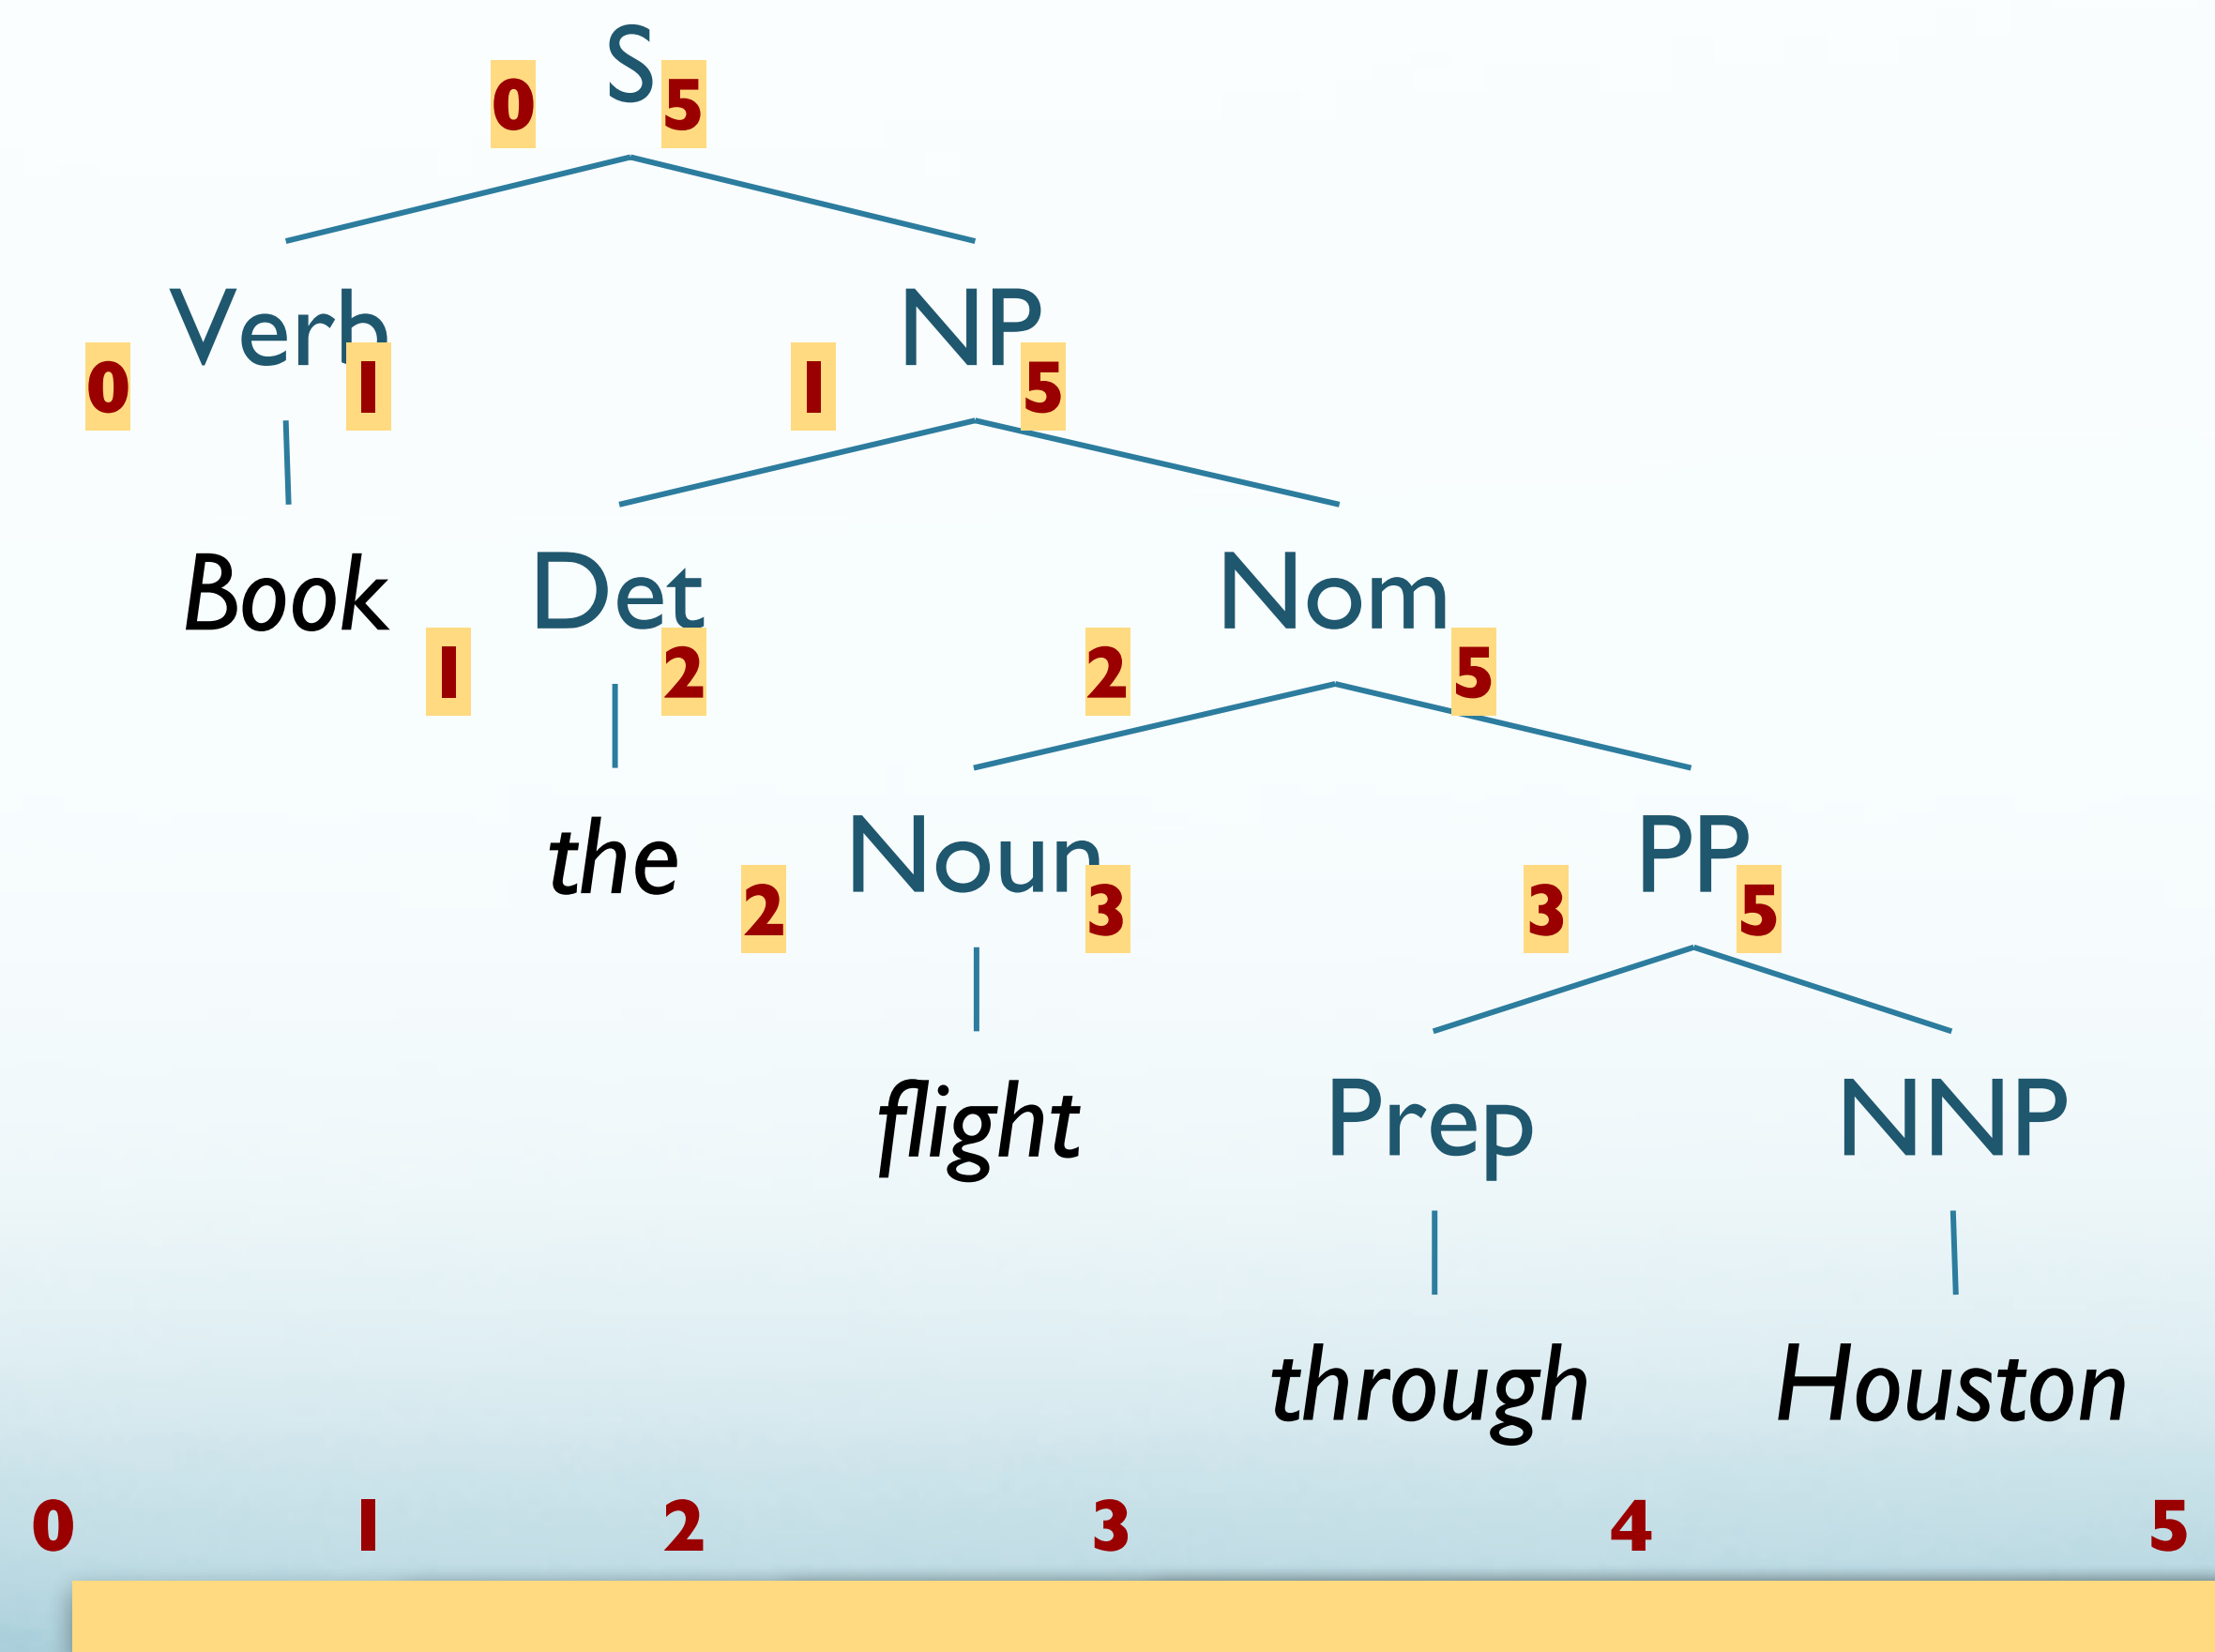 S
0 5
Verb NP
0 1 1 5
Book Det Nom
1 2 2 5
the Noun PP
2 3 3 5
flight Prep NNP
through Houston
0 1 2 3 4 5